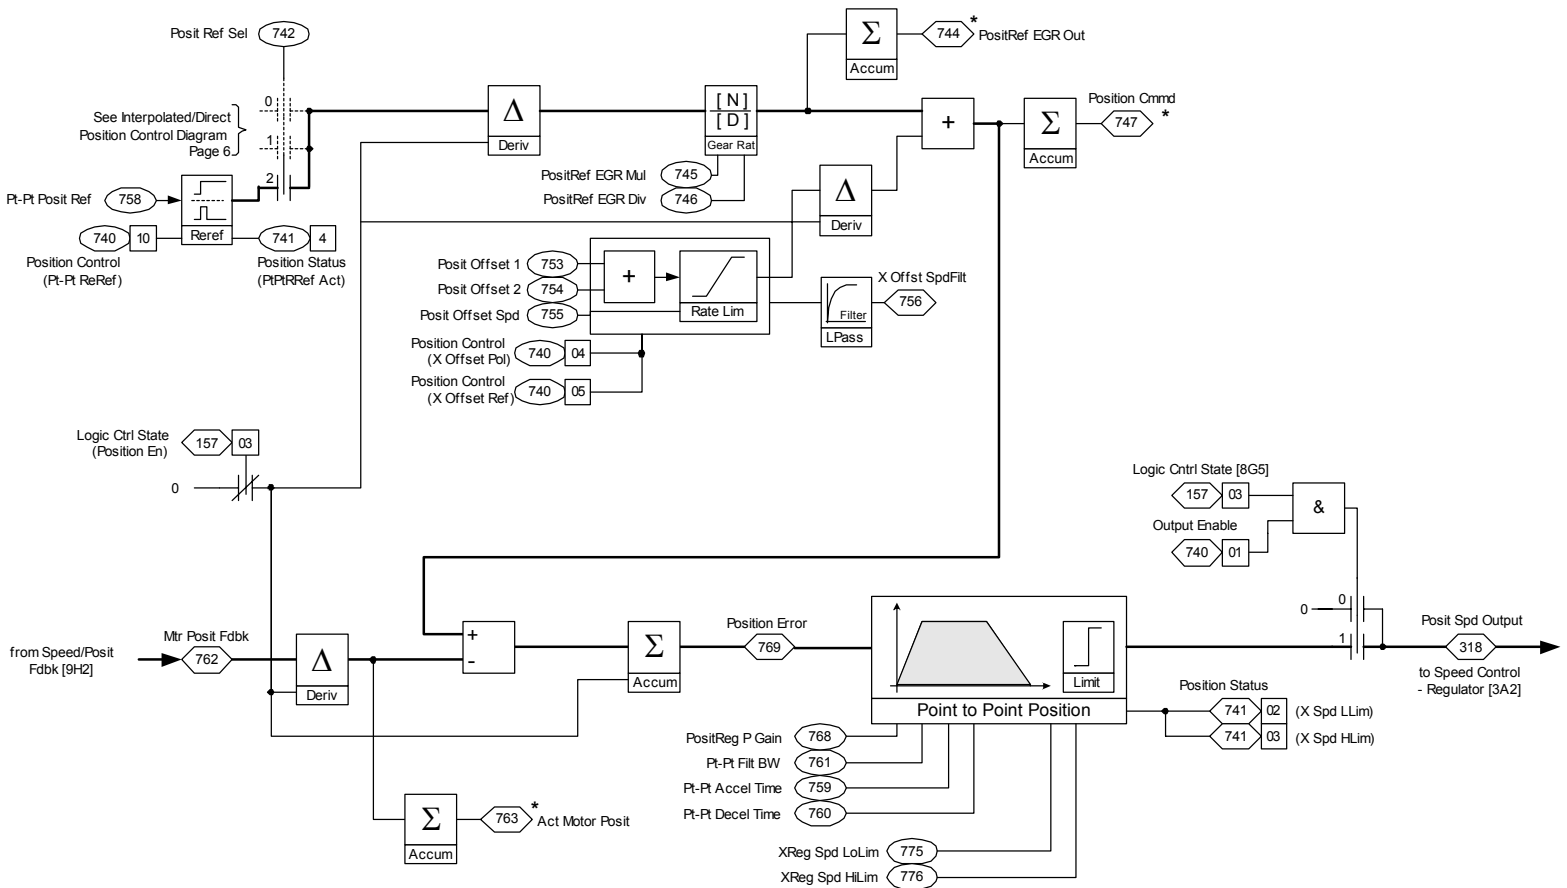 Posit Ref Sel
742
Σ
Accum
744
*
PositRef EGR Out
See Interpolated/Direct
Position Control Diagram
Page 6
0
1
2
Δ
Deriv
[ N ]
[ D ]
Gear Rat
+
Σ
Accum
Position Cmmd
747
*
PositRef EGR Mul
745
PositRef EGR Div
746
Pt-Pt Posit Ref
758
Reref
740
10
Position Control
(Pt-Pt ReRef)
741
4
Position Status
(PtPtRRef Act)
Δ
Deriv
Posit Offset 1
753
Posit Offset 2
754
Posit Offset Spd
755
+
Rate Lim
Filter
LPass
X Offst SpdFilt
756
Position Control
(X Offset Pol)
740
04
Position Control
(X Offset Ref)
740
05
Logic Ctrl State
(Position En)
157
03
0
Logic Cntrl State [8G5]
157
03
&
Output Enable
740
01
from Speed/Posit
Fdbk [9H2]
Mtr Posit Fdbk
762
Δ
Deriv
+
-
Σ
Accum
Position Error
769
Limit
Point to Point Position
0
0
1
Posit Spd Output
318
to Speed Control
- Regulator [3A2]
Position Status
741
02
(X Spd LLim)
741
03
(X Spd HLim)
PositReg P Gain
768
Pt-Pt Filt BW
761
Pt-Pt Accel Time
759
Pt-Pt Decel Time
760
Σ
Accum
763
*
Act Motor Posit
XReg Spd LoLim
775
XReg Spd HiLim
776